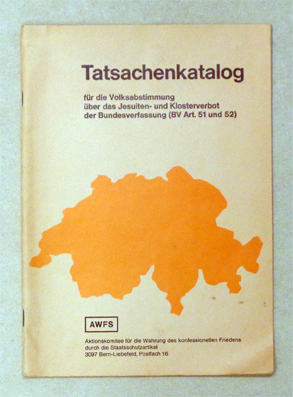 Tatsachenkatalog
für die Volksabstimmung
über das Jesuiten- und Klosterverbot
der Bundesverfassung (BV Art. 51 und 52)
AWFS
Aktionskomitee für die Wahrung des konfessionellen Friedens
durch die Staatsschutzartikel
3097 Bern-Liebefeld, Postfach 16